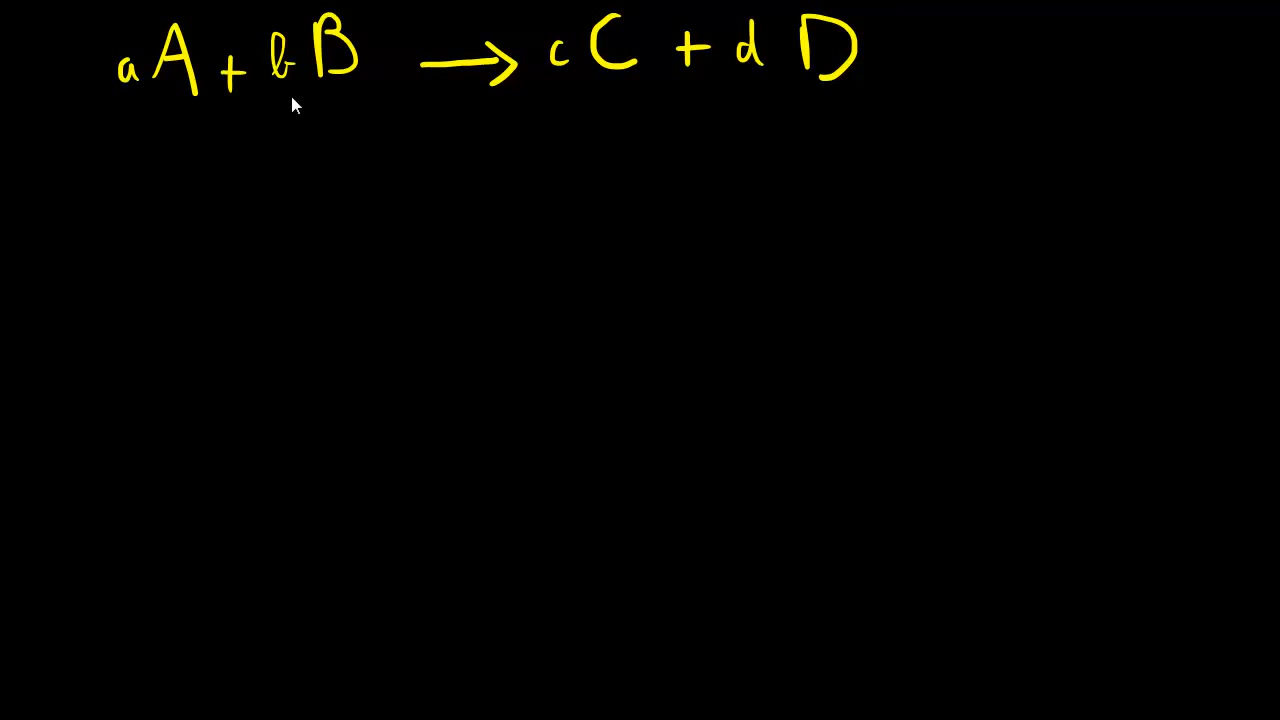 aA + bB → cC + dD